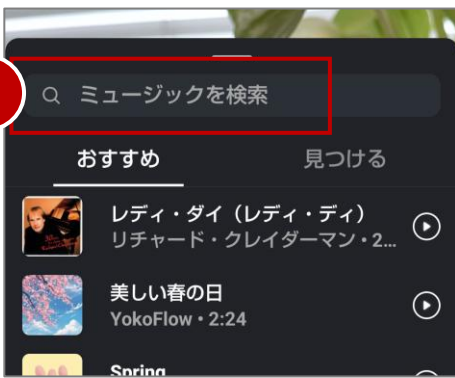 ミュージックを検索
おすすめ 見つける
レディ・ダイ（レディ・ディ）
リチャード・クレイダーマン • 2...
美しい春の日
YokoFlow • 2:24
Spring